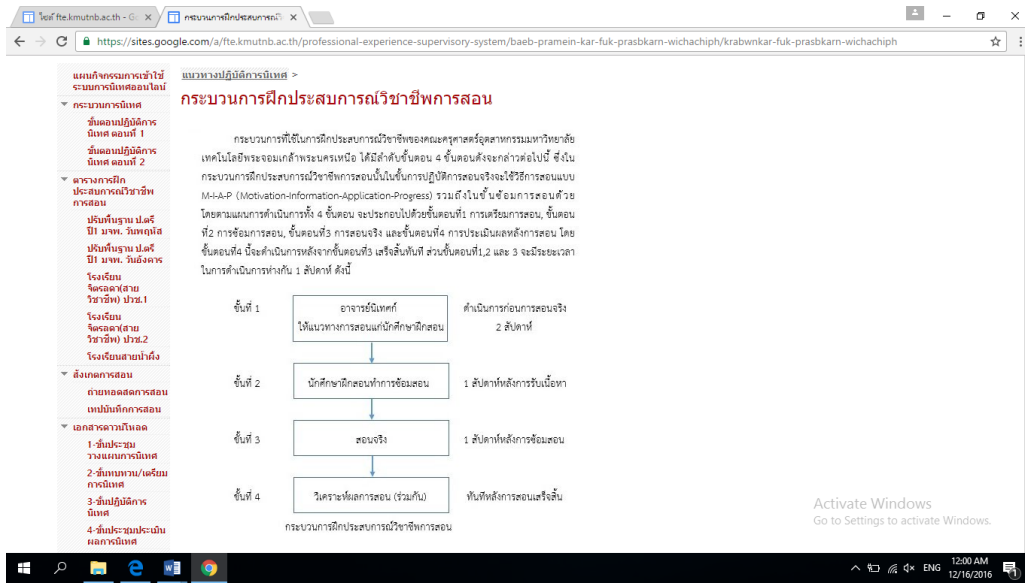 ไซต์ fte.kmutnb.ac.th - Go
กระบวนการฝึกประสบการณ์วิ
https://sites.google.com/a/fte.kmutnb.ac.th/professional-experience-supervisory-system/baeb-pramein-kar-fuk-prasbkarn-wichachiph/krabwnkar-fuk-prasbkarn-wichachiph
แผนกิจกรรมการเข้าใช้
ระบบการนิเทศออนไลน์
กระบวนการนิเทศ
ขั้นตอนปฏิบัติการ
นิเทศ ตอนที่ 1
ขั้นตอนปฏิบัติการ
นิเทศ ตอนที่ 2
ตารางการฝึก
ประสบการณ์วิชาชีพ
การสอน
ปรับพื้นฐาน ป.ตรี
ปี1 มจพ. วันพฤหัส
ปรับพื้นฐาน ป.ตรี
ปี1 มจพ. วันอังคาร
โรงเรียน
จิตรลดา(สาย
วิชาชีพ) ปวช.1
โรงเรียน
จิตรลดา(สาย
วิชาชีพ) ปวช.2
โรงเรียนสายน้ำผึ้ง
สังเกตการสอน
ถ่ายทอดสดการสอน
เทปบันทึกการสอน
เอกสารดาวน์โหลด
1-ขั้นประชุม
วางแผนการนิเทศ
2-ขั้นทบทวน/เตรียม
การนิเทศ
3-ขั้นปฏิบัติการ
นิเทศ
4-ขั้นประชุมประเมิน
ผลการนิเทศ
แนวทางปฏิบัติการนิเทศ >
กระบวนการฝึกประสบการณ์วิชาชีพการสอน
กระบวนการที่ใช้ในการฝึกประสบการณ์วิชาชีพของคณะครุศาสตร์อุตสาหกรรมมหาวิทยาลัย
เทคโนโลยีพระจอมเกล้าพระนครเหนือ ได้มีลำดับขั้นตอน 4 ขั้นตอนดังจะกล่าวต่อไปนี้ ซึ่งใน
กระบวนการฝึกประสบการณ์วิชาชีพการสอนนั้นในขั้นการปฏิบัติการสอนจริงจะใช้วิธีการสอนแบบ
M-I-A-P (Motivation-Information-Application-Progress) รวมถึงในขั้นซ้อมการสอนด้วย
โดยตามแผนการดำเนินการทั้ง 4 ขั้นตอน จะประกอบไปด้วยขั้นตอนที่1 การเตรียมการสอน, ขั้นตอน
ที่2 การซ้อมการสอน, ขั้นตอนที่3 การสอนจริง และขั้นตอนที่4 การประเมินผลหลังการสอน โดย
ขั้นตอนที่4 นี้จะดำเนินการหลังจากขั้นตอนที่3 เสร็จสิ้นทันที ส่วนขั้นตอนที่1,2 และ 3 จะมีระยะเวลา
ในการดำเนินการห่างกัน 1 สัปดาห์ ดังนี้
ขั้นที่ 1
อาจารย์นิเทศก์
ให้แนวทางการสอนแก่นักศึกษาฝึกสอน
ดำเนินการก่อนการสอนจริง
2 สัปดาห์
ขั้นที่ 2
นักศึกษาฝึกสอนทำการซ้อมสอน
1 สัปดาห์หลังการรับเนื้อหา
ขั้นที่ 3
สอนจริง
1 สัปดาห์หลังการซ้อมสอน
ขั้นที่ 4
วิเคราะห์ผลการสอน (ร่วมกัน)
ทันทีหลังการสอนเสร็จสิ้น
กระบวนการฝึกประสบการณ์วิชาชีพการสอน
Activate Windows
Go to Settings to activate Windows.
ENG
12:00 AM
12/16/2016